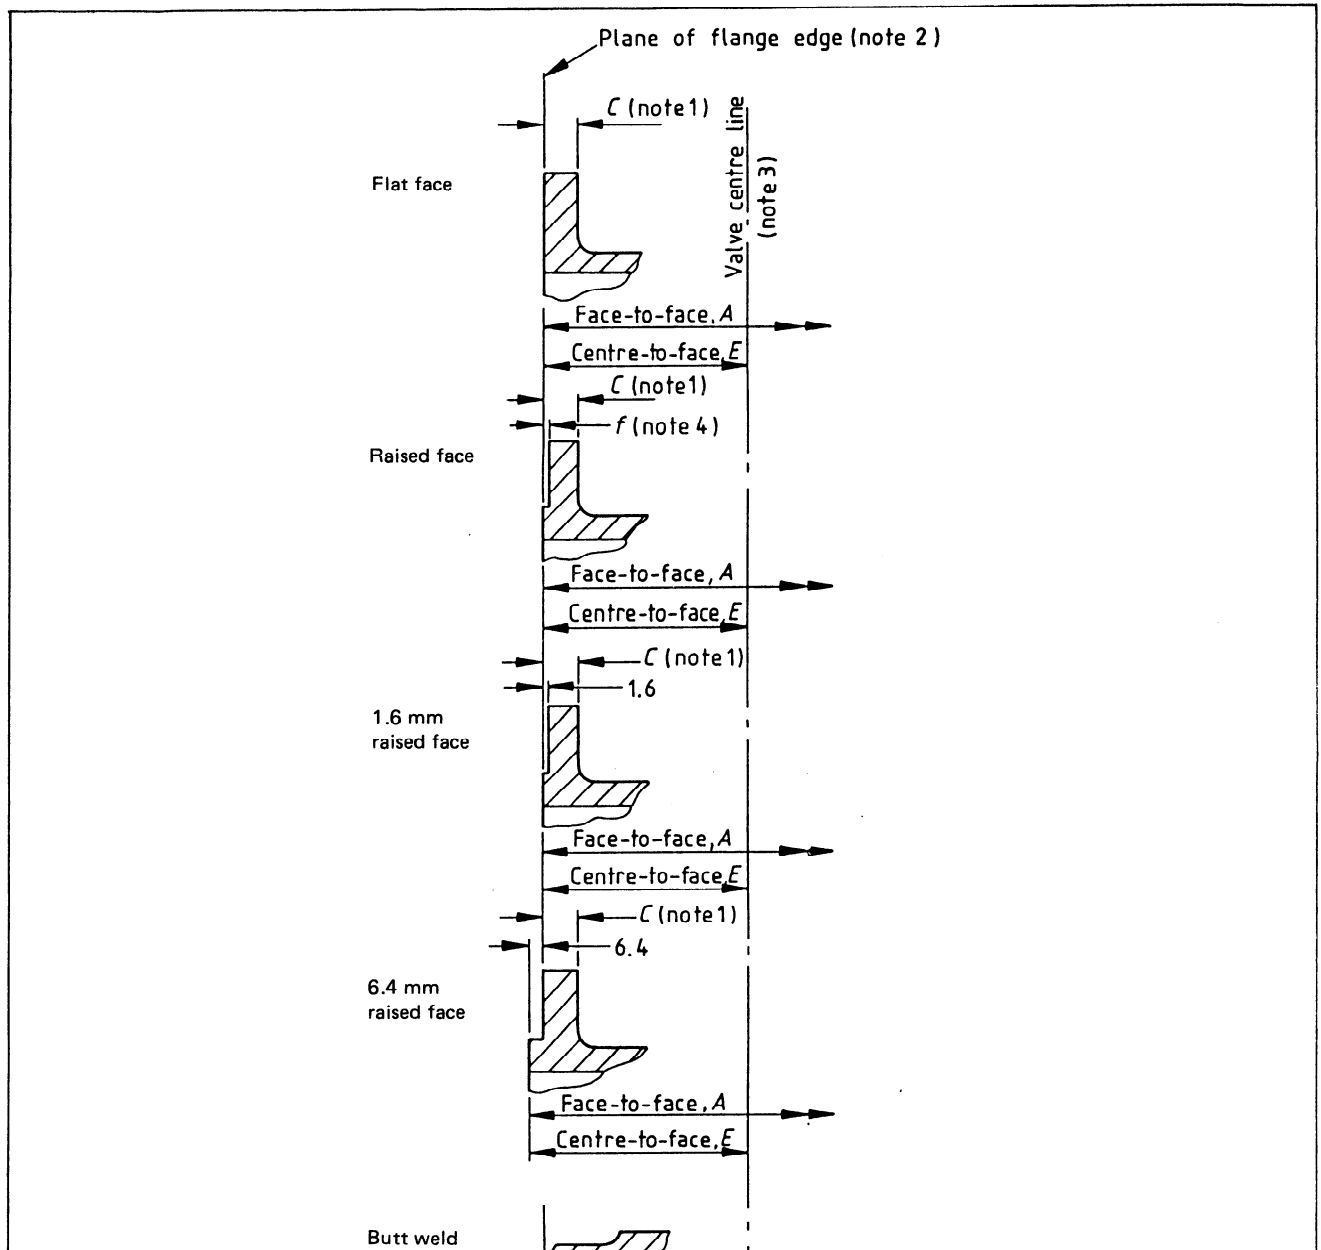 Plane of flange edge (note 2)
C (note 1)
Valve centre line
(note 3)
Flat face
Face-to-face, A
Centre-to-face, E
C (note 1)
f (note 4)
Raised face
Face-to-face, A
Centre-to-face, E
C (note 1)
1.6
1.6 mm
raised face
Face-to-face, A
Centre-to-face, E
C (note 1)
6.4
6.4 mm
raised face
Face-to-face, A
Centre-to-face, E
Butt weld